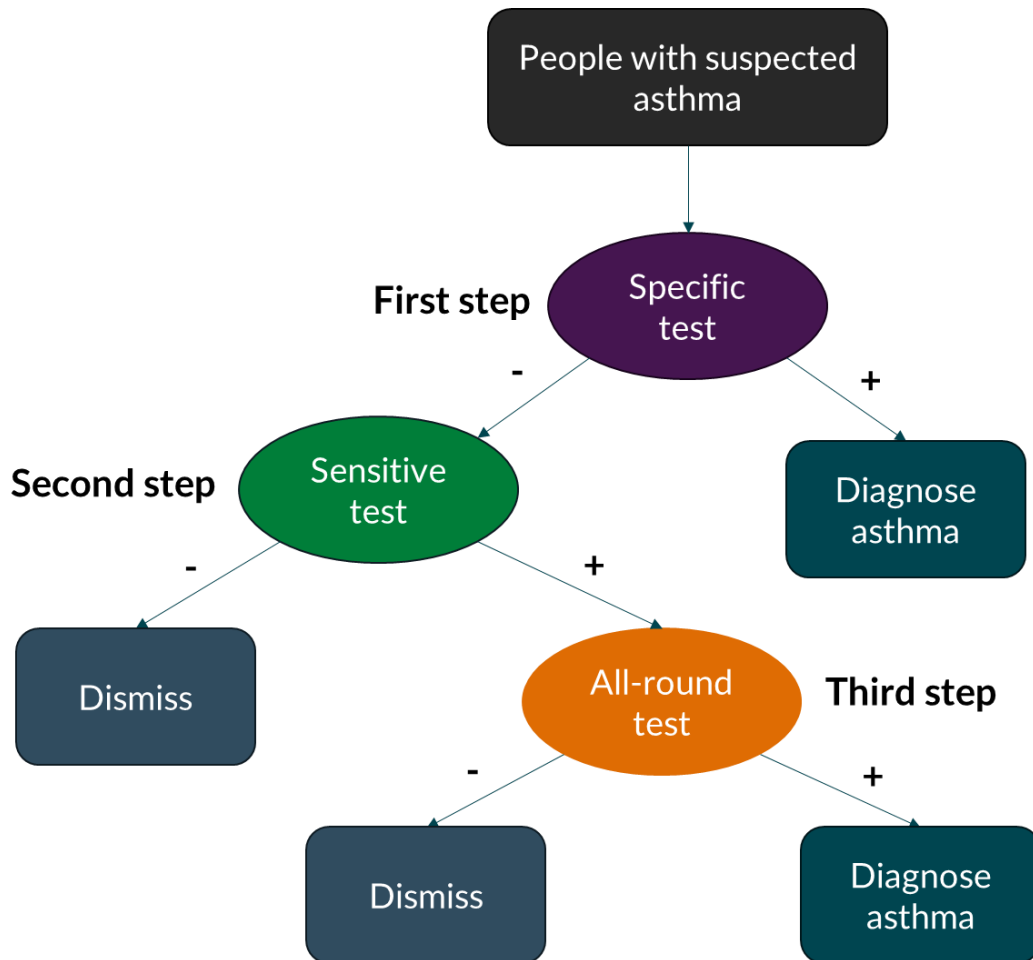 People with suspected
asthma
First step
Specific
test
-
+
Second step
Sensitive
test
Diagnose
asthma
-
+
Dismiss
All-round
test
Third step
-
+
Dismiss
Diagnose
asthma